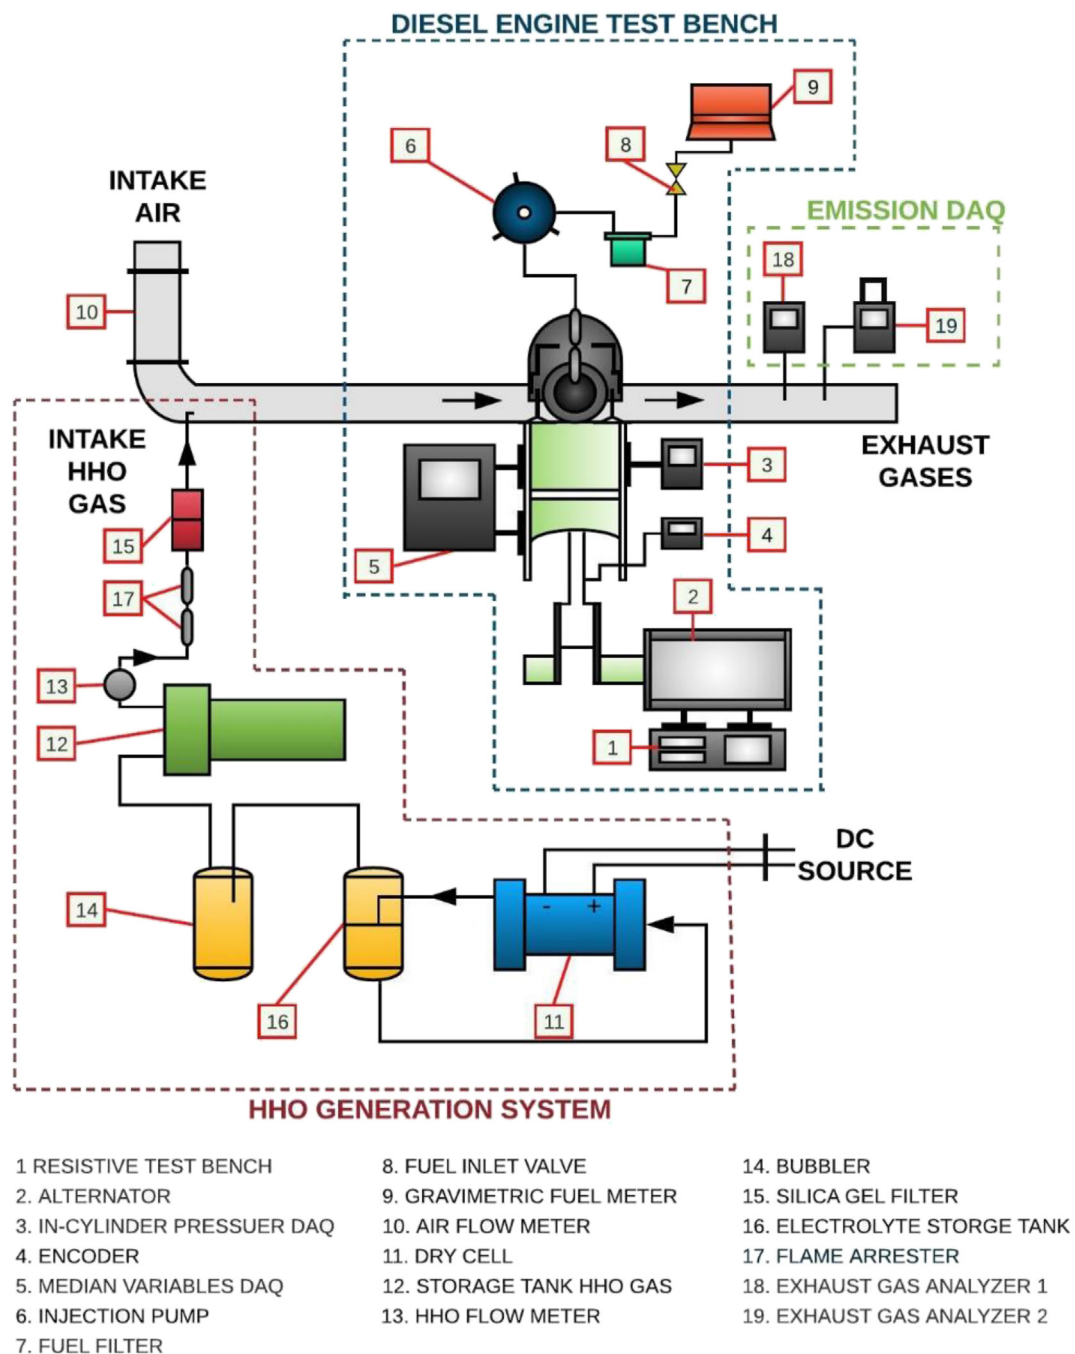 DIESEL ENGINE TEST BENCH
9
8
6
INTAKE
AIR
EMISSION DAQ
18
7
10
19
INTAKE
HHO
GAS
EXHAUST
GASES
3
15
4
5
17
2
13
12
1
DC
SOURCE
- +
14
16
11
HHO GENERATION SYSTEM
1 RESISTIVE TEST BENCH
2. ALTERNATOR
3. IN-CYLINDER PRESSUER DAQ
4. ENCODER
5. MEDIAN VARIABLES DAQ
6. INJECTION PUMP
7. FUEL FILTER
8. FUEL INLET VALVE
9. GRAVIMETRIC FUEL METER
10. AIR FLOW METER
11. DRY CELL
12. STORAGE TANK HHO GAS
13. HHO FLOW METER
14. BUBBLER
15. SILICA GEL FILTER
16. ELECTROLYTE STORGE TANK
17. FLAME ARRESTER
18. EXHAUST GAS ANALYZER 1
19. EXHAUST GAS ANALYZER 2